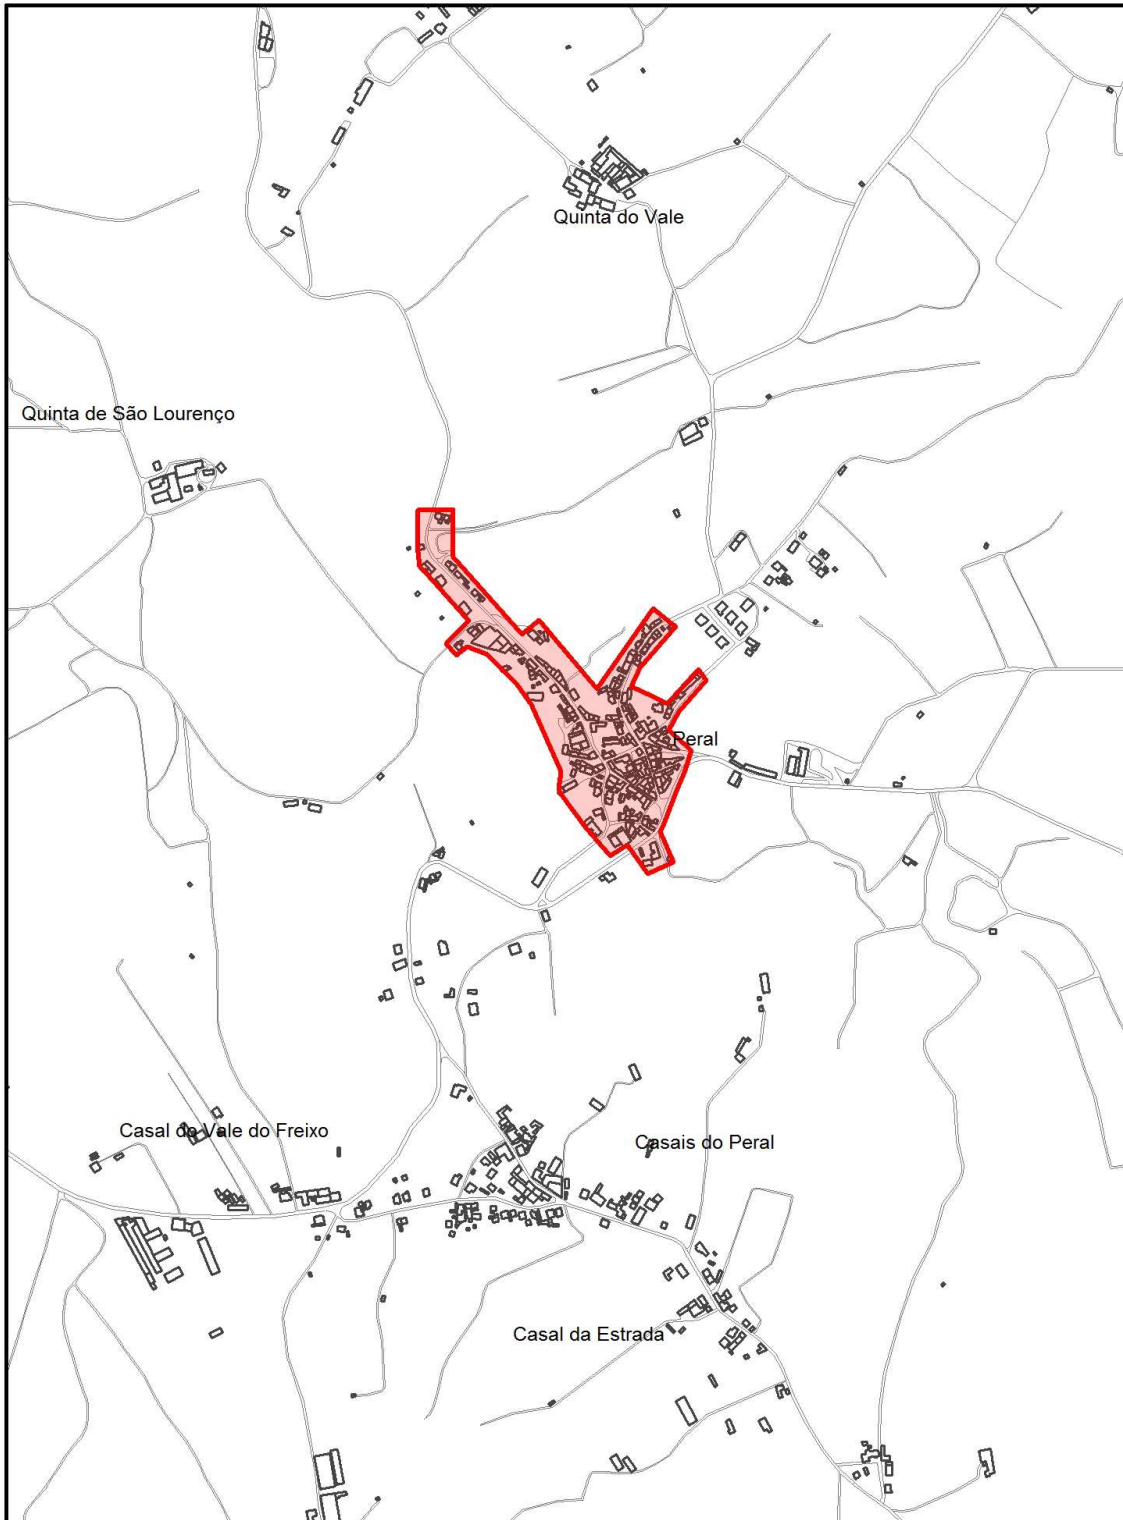 Quinta do Vale
Quinta de São Lourenço
Peral
Casal do Vale do Freixo
Casais do Peral
Casal da Estrada